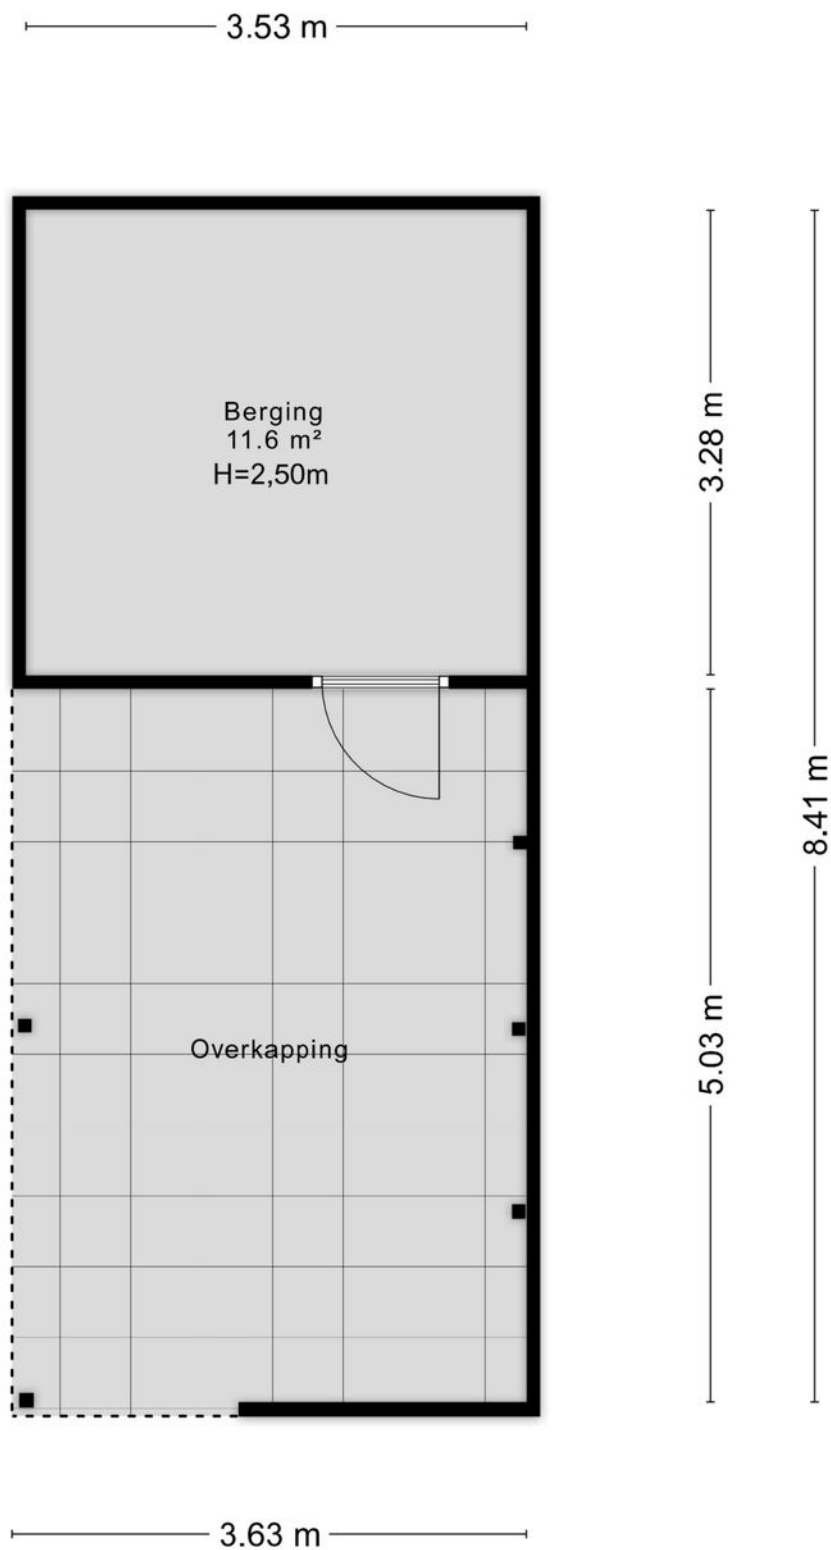 3.53 m
Berging
11.6 m²
H=2,50m
3.28 m
8.41 m
5.03 m
Overkapping
3.63 m